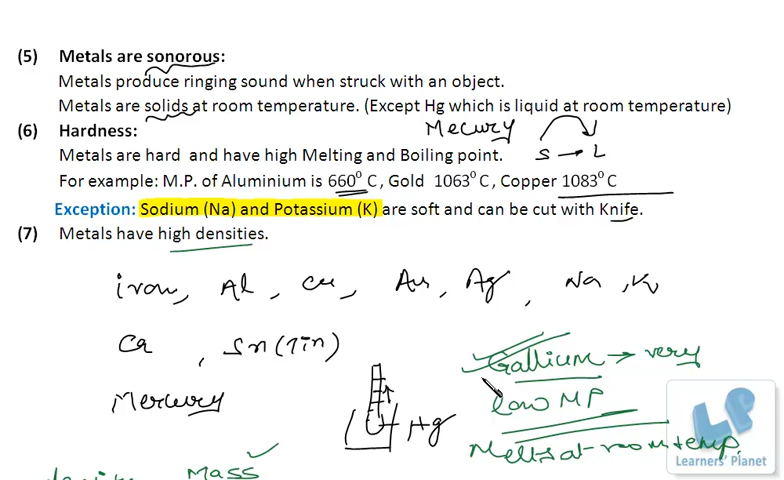 (5) Metals are sonorous:
Metals produce ringing sound when struck with an object.
Metals are solids at room temperature. (Except Hg which is liquid at room temperature)
(6) Hardness: Mecury
Metals are hard and have high Melting and Boiling point. S → L
For example: M.P. of Aluminium is 660⁰ C, Gold 1063⁰ C, Copper 1083⁰ C
Exception: Sodium (Na) and Potassium (K) are soft and can be cut with Knife.
(7) Metals have high densities.
iron, Al, Cu, Au, Ag, Na, K
Ca, Sn (Tin)
Gallium → very
Mercury low MP
Hg Melts at room temp.
Mass
LP
Learners' Planet